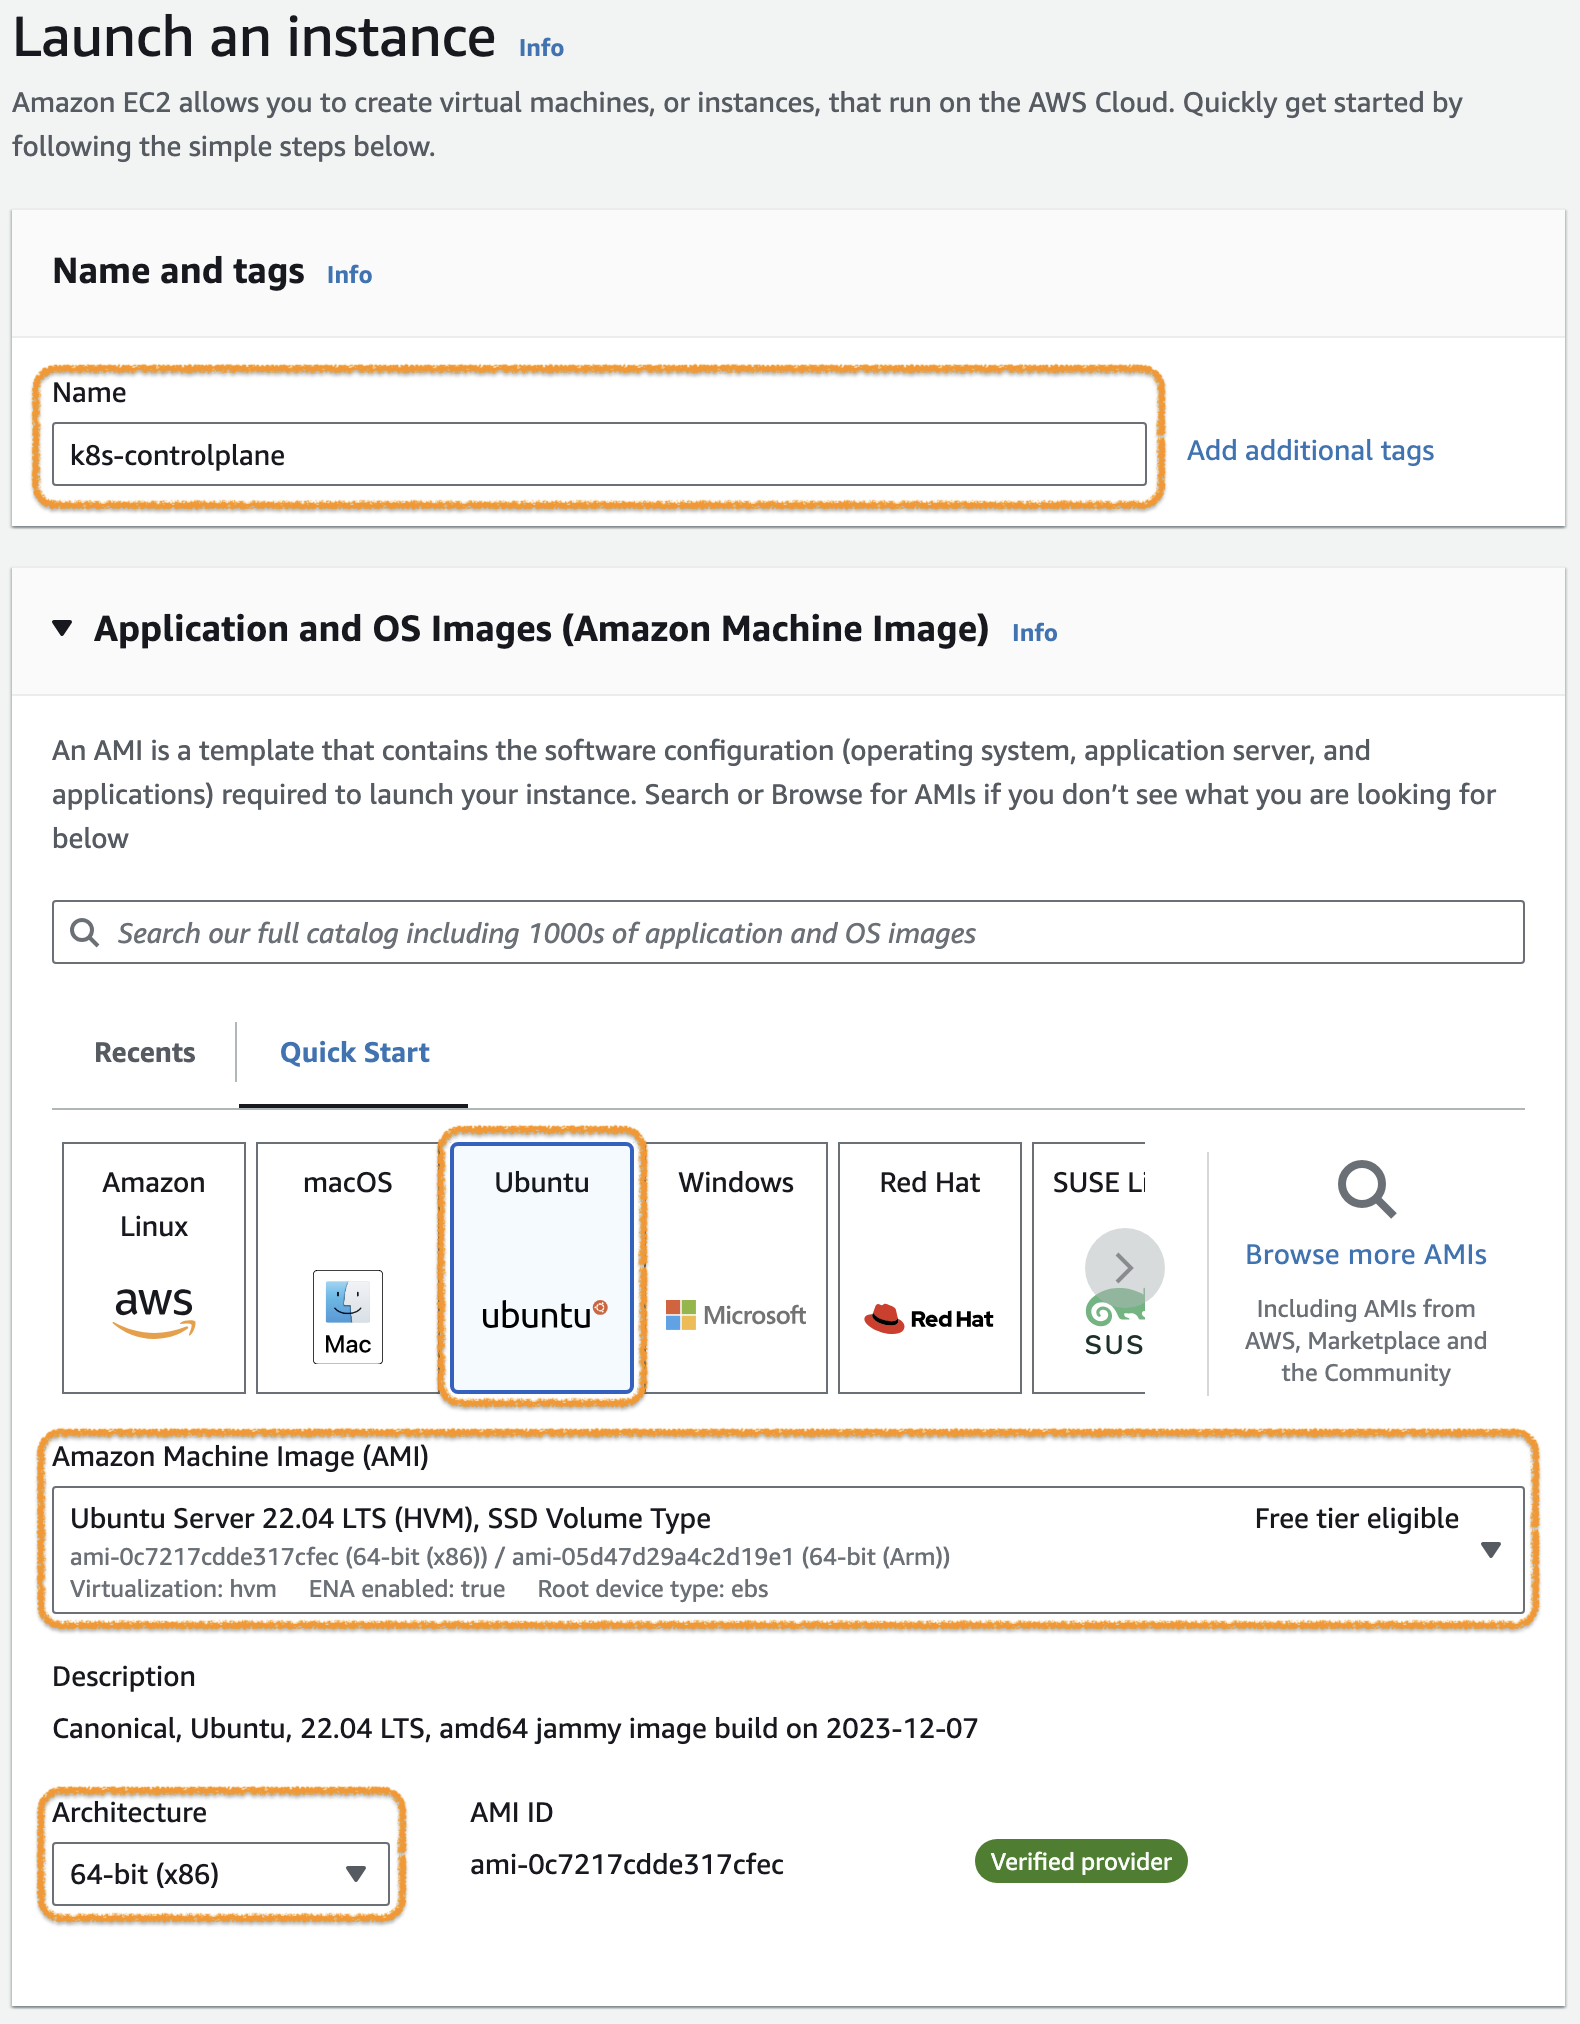 Launch an instance Info
Amazon EC2 allows you to create virtual machines, or instances, that run on the AWS Cloud. Quickly get started by
following the simple steps below.
Name and tags Info
Name
k8s-controlplane
Add additional tags
Application and OS Images (Amazon Machine Image) Info
An AMI is a template that contains the software configuration (operating system, application server, and
applications) required to launch your instance. Search or Browse for AMIs if you don’t see what you are looking for
below
Search our full catalog including 1000s of application and OS images
Recents
Quick Start
Amazon
Linux
aws
macOS
Mac
Ubuntu
ubuntu
Windows
Microsoft
Red Hat
Red Hat
SUSE Li
SUS
Browse more AMIs
Including AMIs from
AWS, Marketplace and
the Community
Amazon Machine Image (AMI)
Ubuntu Server 22.04 LTS (HVM), SSD Volume Type
Free tier eligible
ami-0c7217cdde317cfec (64-bit (x86)) / ami-05d47d29a4c2d19e1 (64-bit (Arm))
Virtualization: hvm ENA enabled: true Root device type: ebs
Description
Canonical, Ubuntu, 22.04 LTS, amd64 jammy image build on 2023-12-07
Architecture
64-bit (x86)
AMI ID
ami-0c7217cdde317cfec
Verified provider